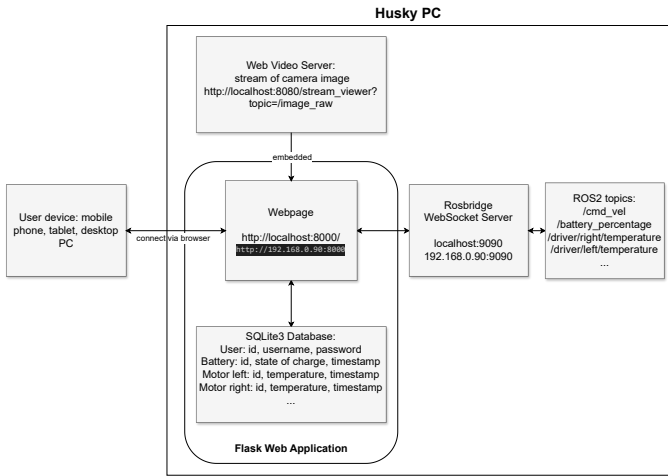 Husky PC
Web Video Server:
stream of camera image
http://localhost:8080/stream_viewer?
topic=/image_raw
embedded
User device: mobile
phone, tablet, desktop
PC
connect via browser
Webpage
http://localhost:8000/
http://192.168.0.90:8000
Rosbridge
WebSocket Server
localhost:9090
192.168.0.90:9090
ROS2 topics:
/cmd_vel
/battery_percentage
/driver/right/temperature
/driver/left/temperature
...
SQLite3 Database:
User: id, username, password
Battery: id, state of charge, timestamp
Motor left: id, temperature, timestamp
Motor right: id, temperature, timestamp
...
Flask Web Application